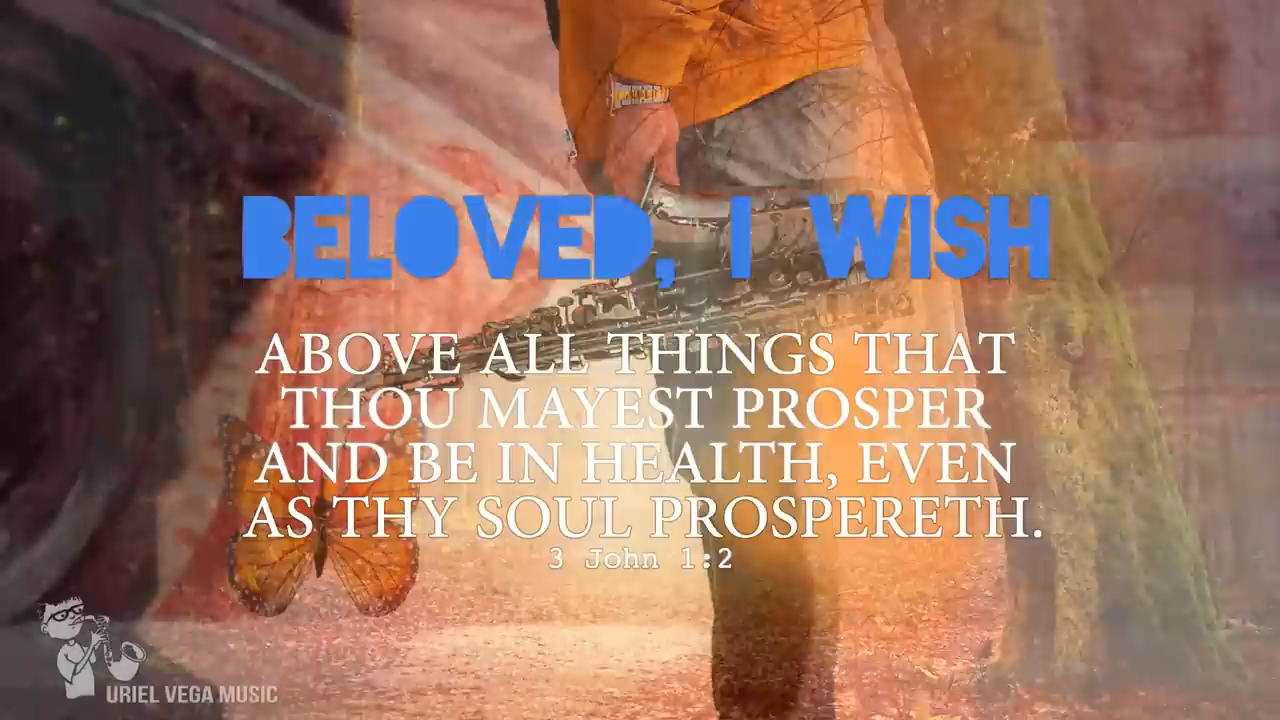 BELOVED, I WISH
ABOVE ALL THINGS THAT
THOU MAYEST PROSPER
AND BE IN HEALTH, EVEN
AS THY SOUL PROSPERETH.
3 John 1:2
URIEL VEGA MUSIC